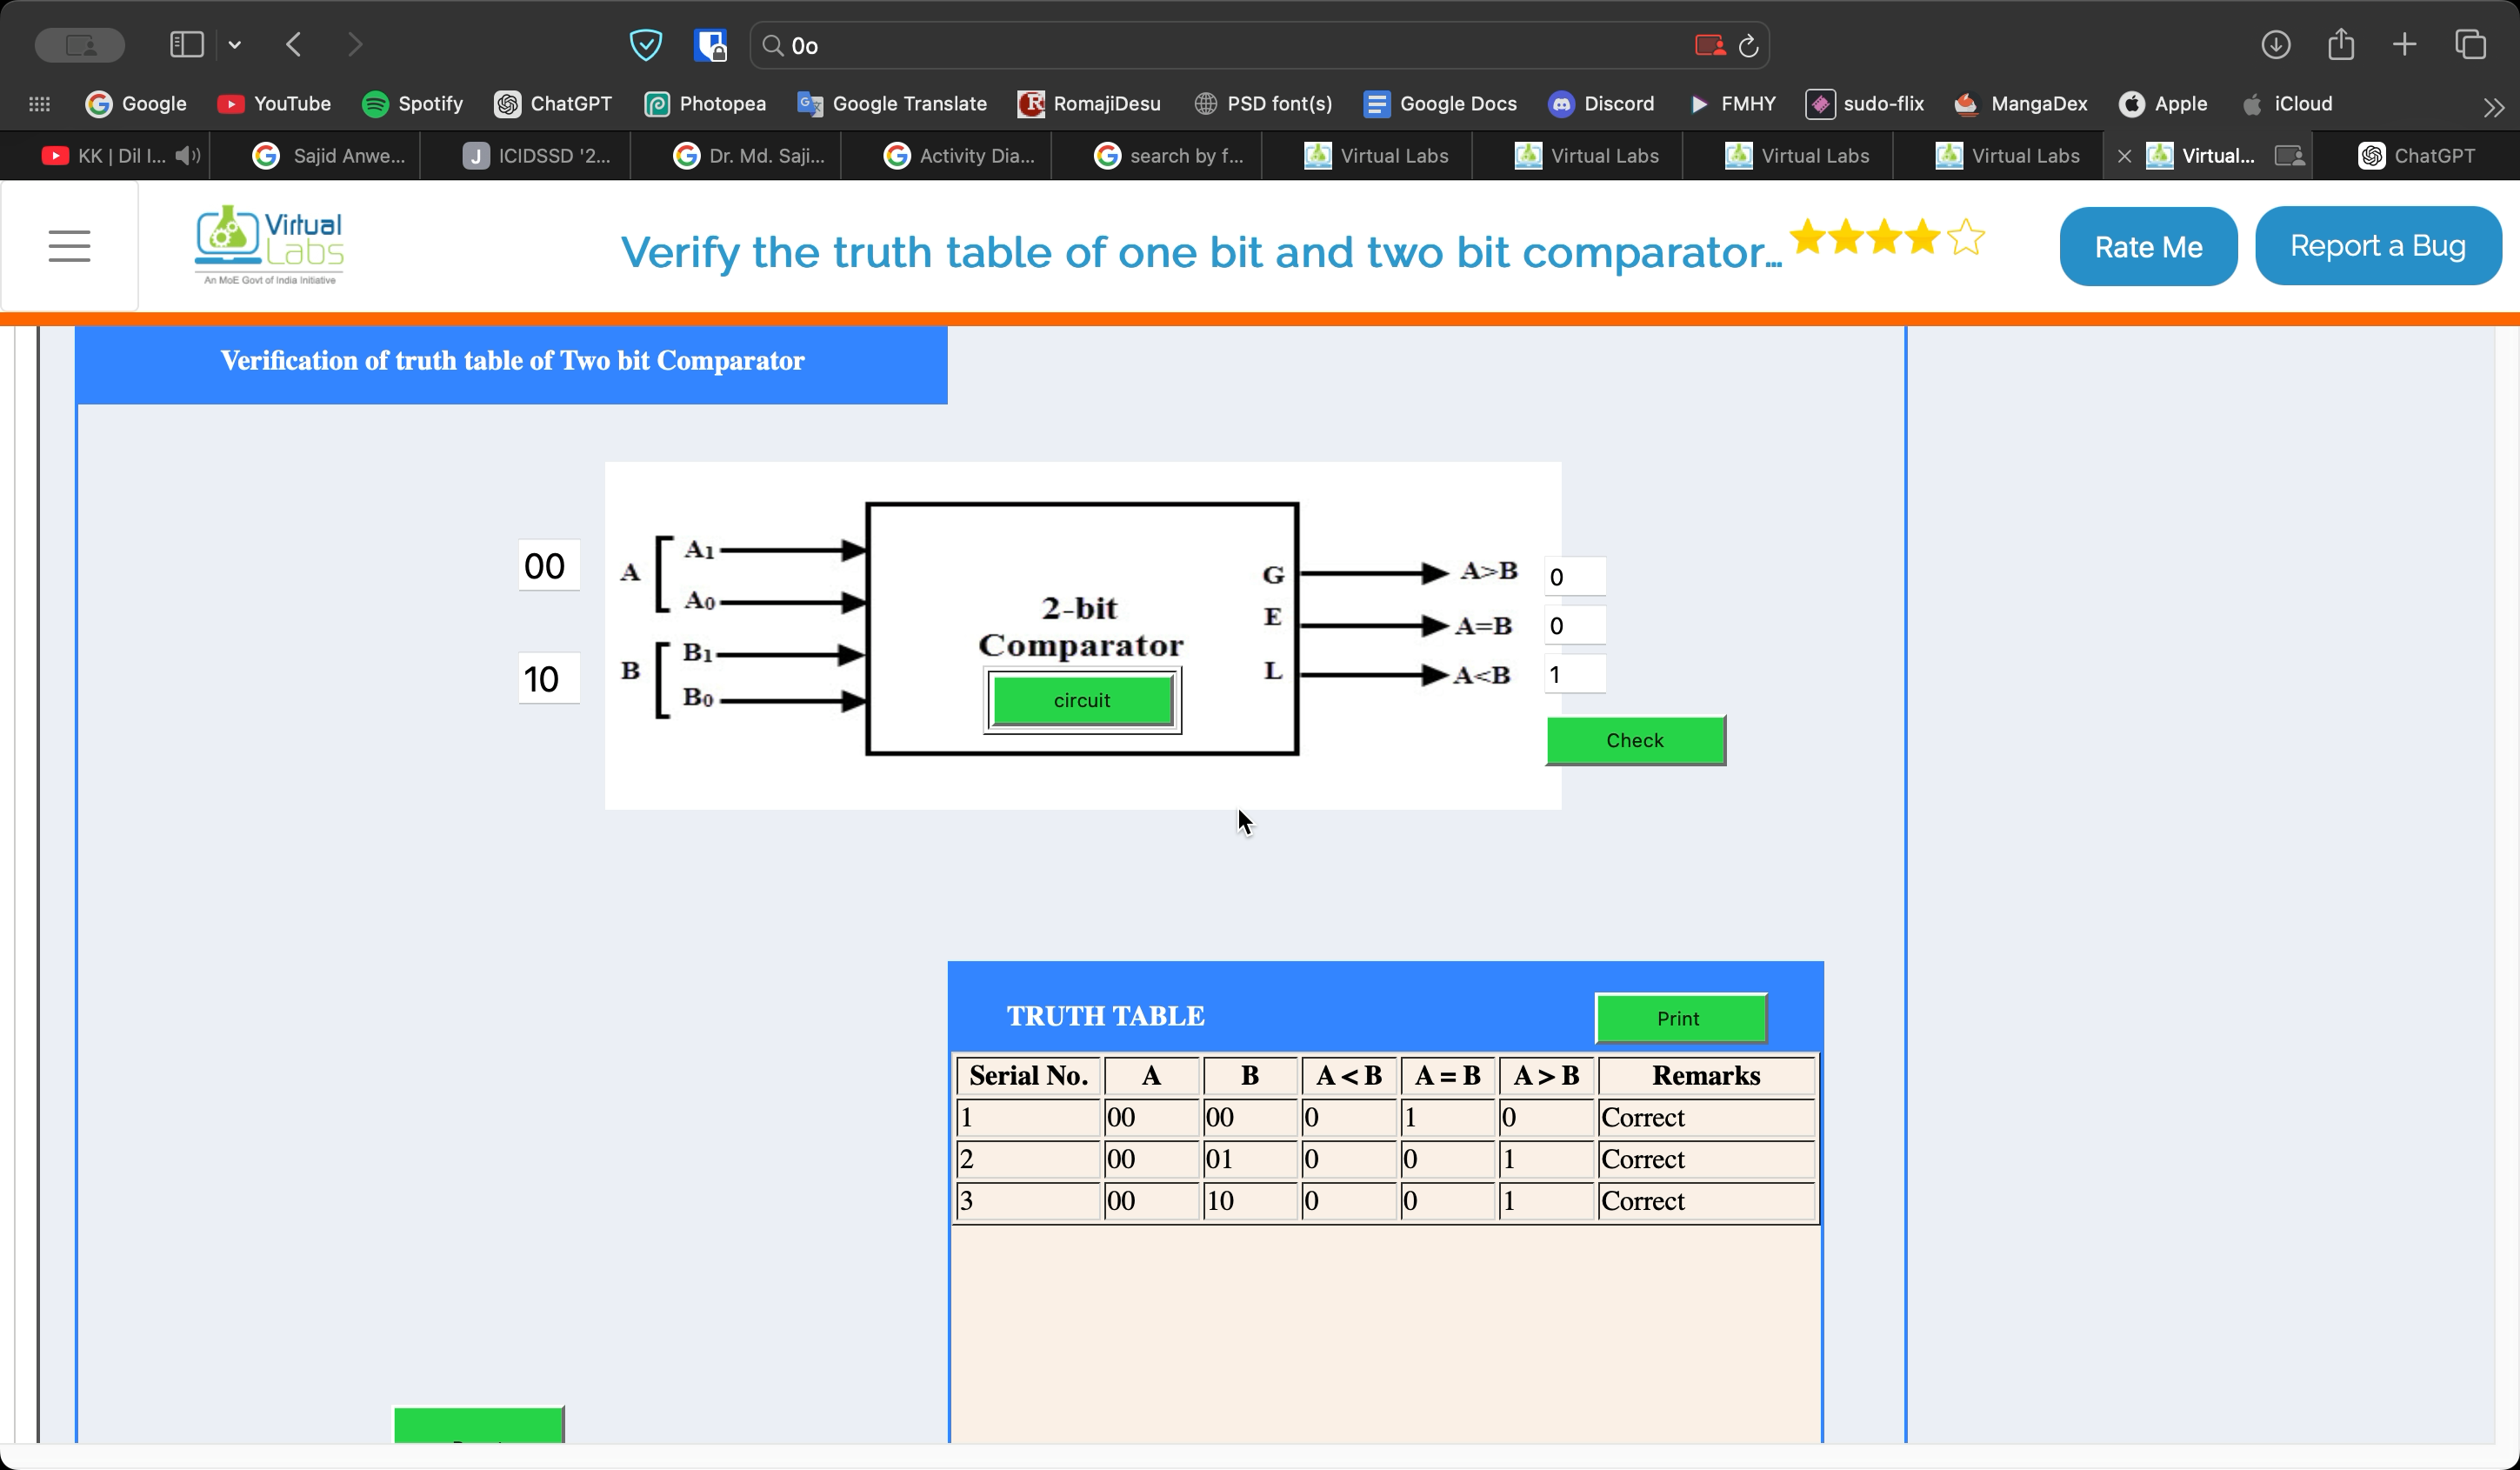 0o
Google YouTube Spotify ChatGPT Photopea Google Translate RomajiDesu PSD font(s) Google Docs Discord FMHY sudo-flix MangaDex Apple iCloud
KK | Dil I... Sajid Anwe... ICIDSSD '2... Dr. Md. Saji... Activity Dia... search by f... Virtual Labs Virtual Labs Virtual Labs Virtual Labs Virtual... ChatGPT
Virtual
Labs
An MoE Govt of India Initiative
Verify the truth table of one bit and two bit comparator...
Rate Me
Report a Bug
Verification of truth table of Two bit Comparator
00
10
A
A1
A0
B
B1
B0
2-bit
Comparator
circuit
G
E
L
A>B 0
A=B 0
A<B 1
Check
TRUTH TABLE
Print
Serial No. A B A < B A = B A > B Remarks
1 00 00 0 1 0 Correct
2 00 01 0 0 1 Correct
3 00 10 0 0 1 Correct